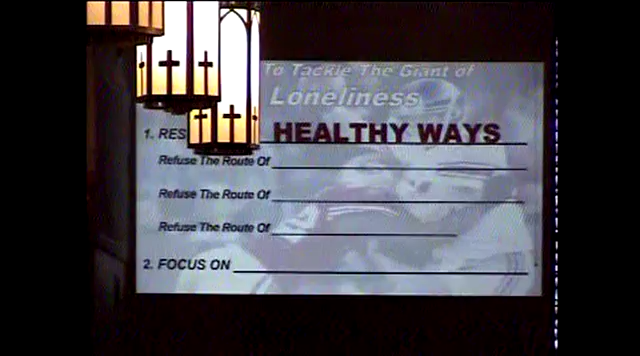 To Tackle The Giant of
Loneliness
1. RES HEALTHY WAYS
Refuse The Route Of
Refuse The Route Of
Refuse The Route Of
2. FOCUS ON